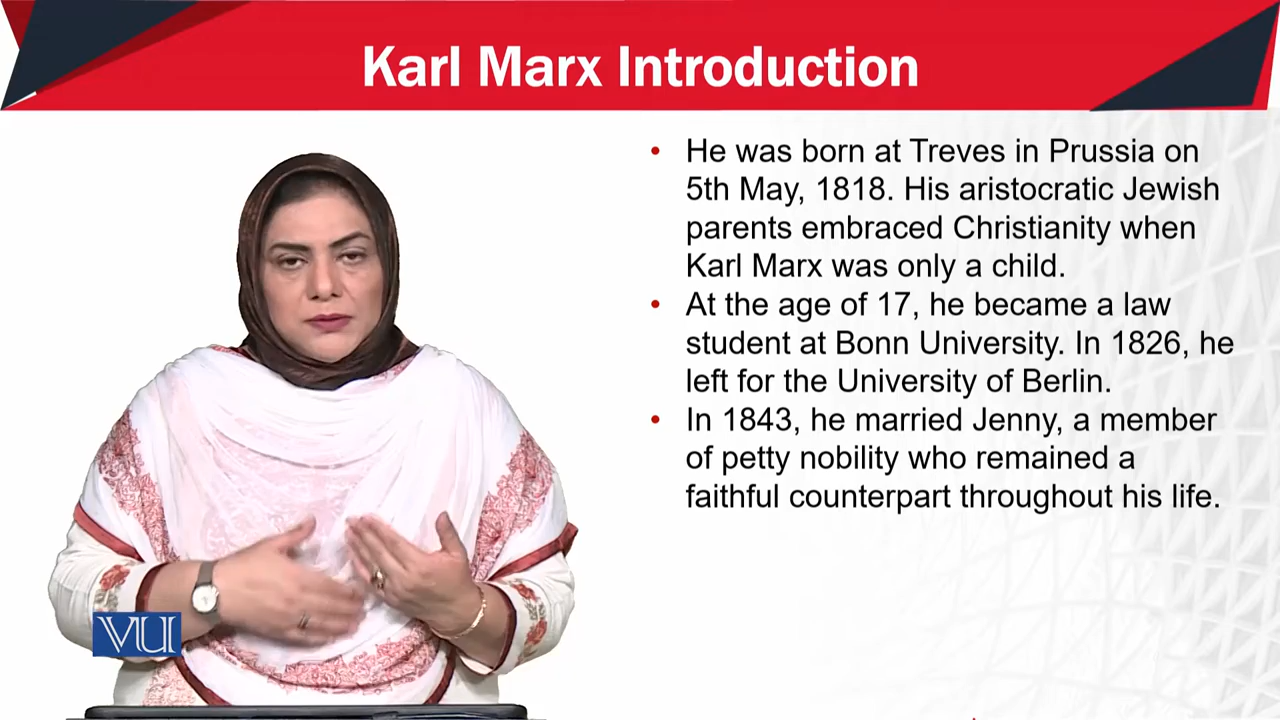 Karl Marx Introduction
• He was born at Treves in Prussia on
5th May, 1818. His aristocratic Jewish
parents embraced Christianity when
Karl Marx was only a child.
• At the age of 17, he became a law
student at Bonn University. In 1826, he
left for the University of Berlin.
• In 1843, he married Jenny, a member
of petty nobility who remained a
faithful counterpart throughout his life.
VU